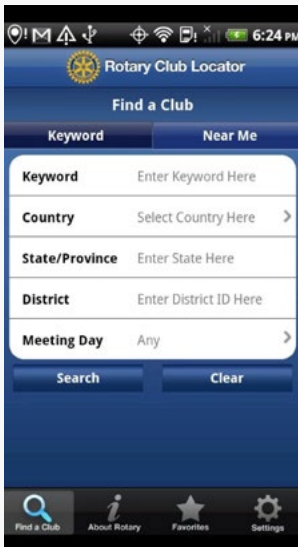 6:24 PM
Rotary Club Locator
Find a Club
Keyword Near Me
Keyword Enter Keyword Here
Country Select Country Here
State/Province Enter State Here
District Enter District ID Here
Meeting Day Any
Search Clear
Find a Club About Rotary Favorites Settings